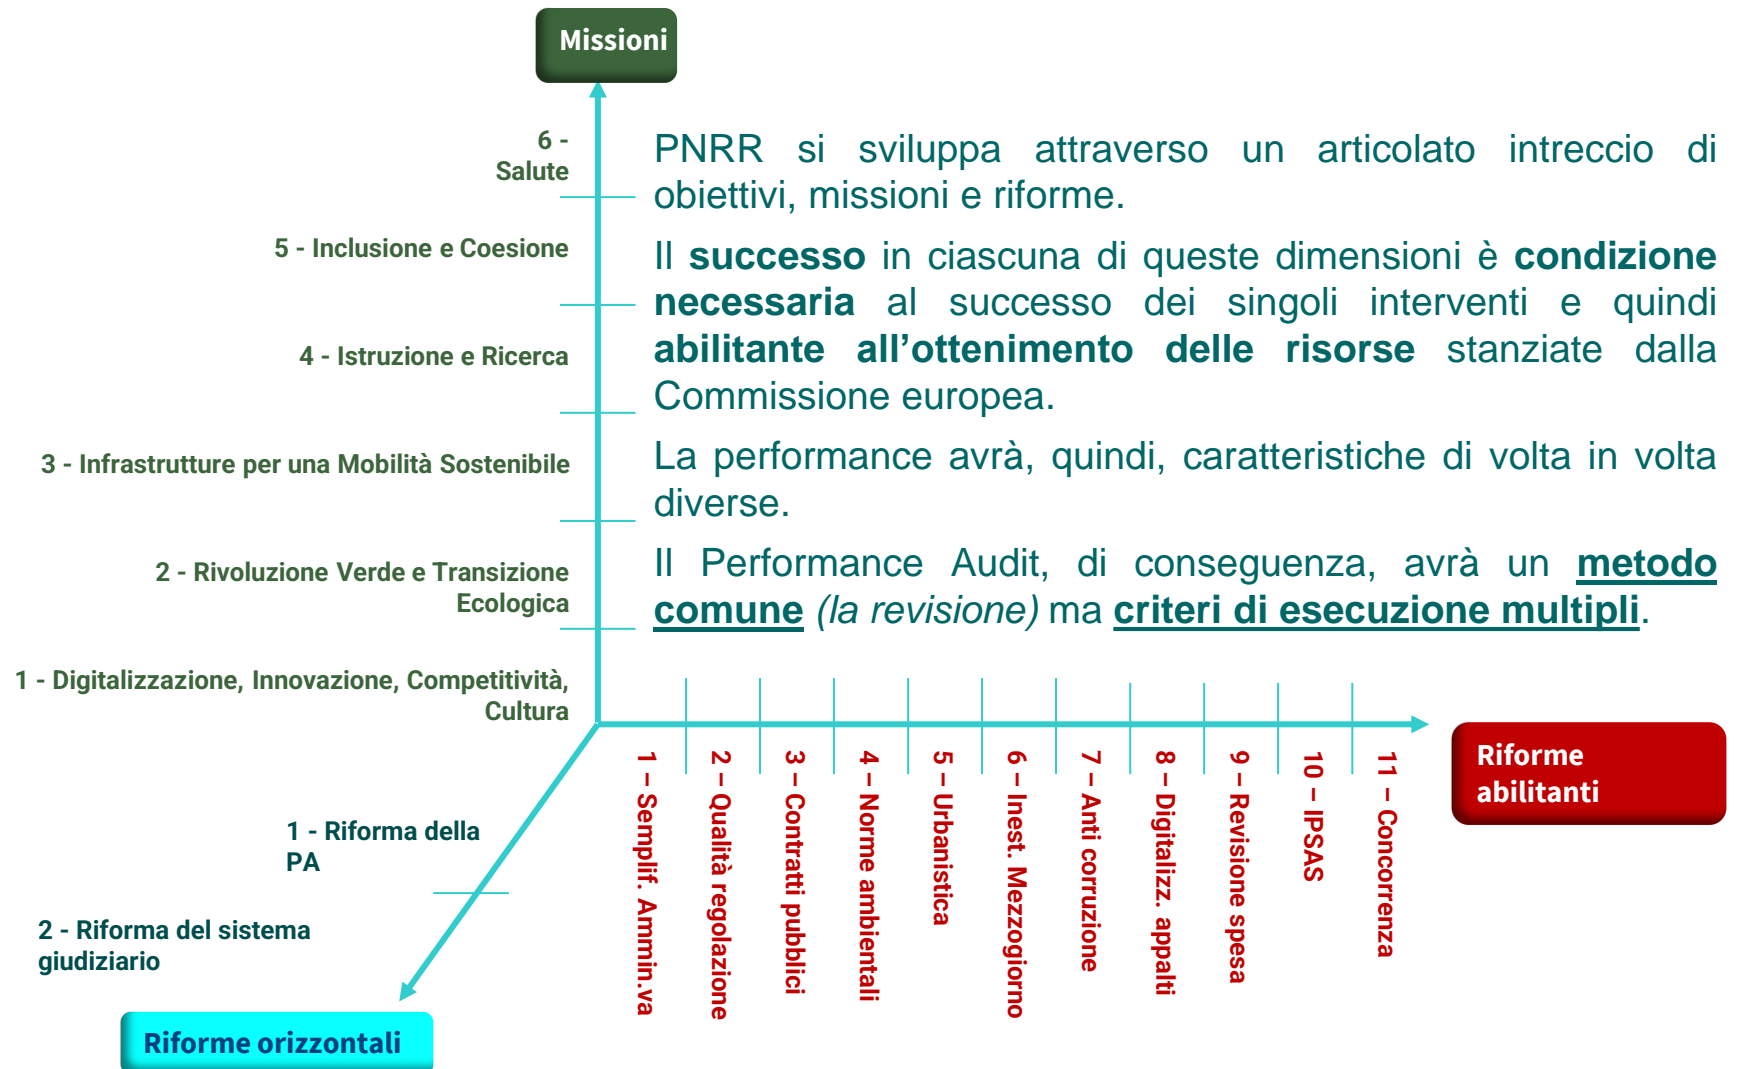 Missioni
6 -
Salute
5 - Inclusione e Coesione
4 - Istruzione e Ricerca
3 - Infrastrutture per una Mobilità Sostenibile
2 - Rivoluzione Verde e Transizione
Ecologica
1 - Digitalizzazione, Innovazione, Competitività,
Cultura
PNRR si sviluppa attraverso un articolato intreccio di
obiettivi, missioni e riforme.
Il successo in ciascuna di queste dimensioni è condizione
necessaria al successo dei singoli interventi e quindi
abilitante all’ottenimento delle risorse stanziate dalla
Commissione europea.
La performance avrà, quindi, caratteristiche di volta in volta
diverse.
Il Performance Audit, di conseguenza, avrà un metodo
comune (la revisione) ma criteri di esecuzione multipli.
1 – Semplif. Ammin.va
2 – Qualità regolazione
3 – Contratti pubblici
4 – Norme ambientali
5 – Urbanistica
6 – Inest. Mezzogiorno
7 – Anti corruzione
8 – Digitalizz. appalti
9 – Revisione spesa
10 – IPSAS
11 – Concorrenza
Riforme
abilitanti
1 - Riforma della
PA
2 - Riforma del sistema
giudiziario
Riforme orizzontali